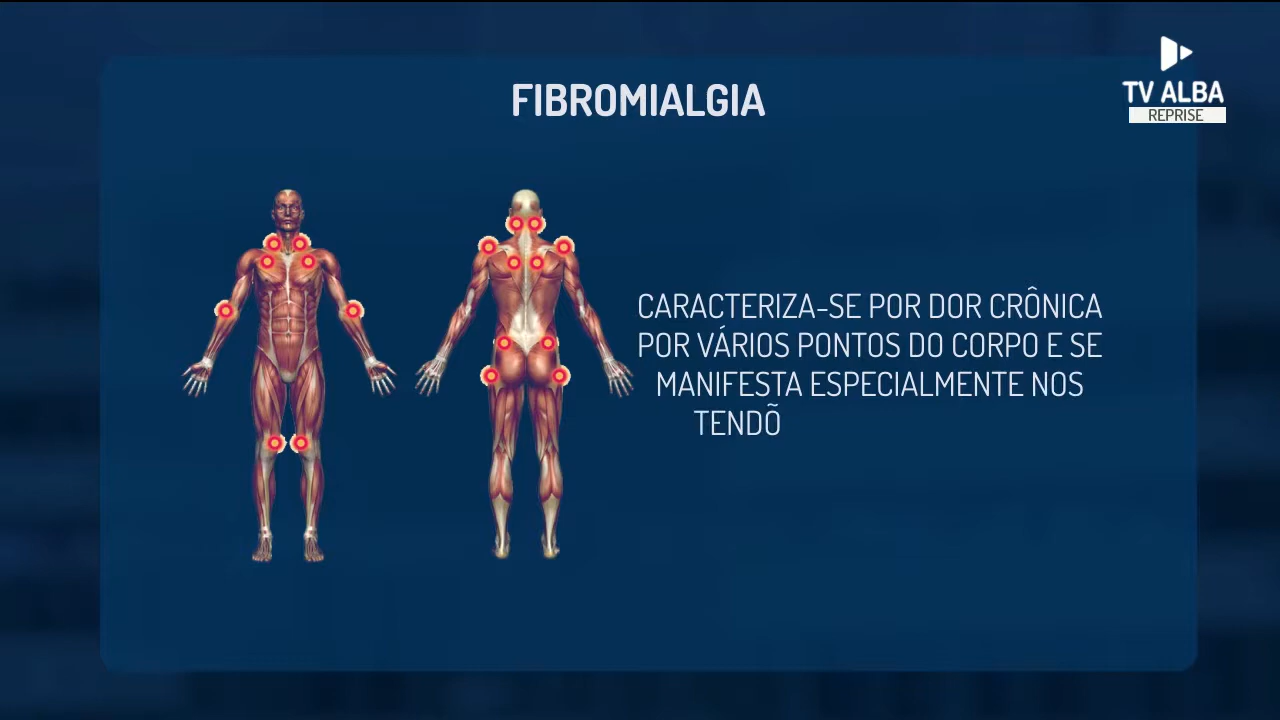 FIBROMIALGIA
TV ALBA
REPRISE
CARACTERIZA-SE POR DOR CRÔNICA
POR VÁRIOS PONTOS DO CORPO E SE
MANIFESTA ESPECIALMENTE NOS
TENDÕ